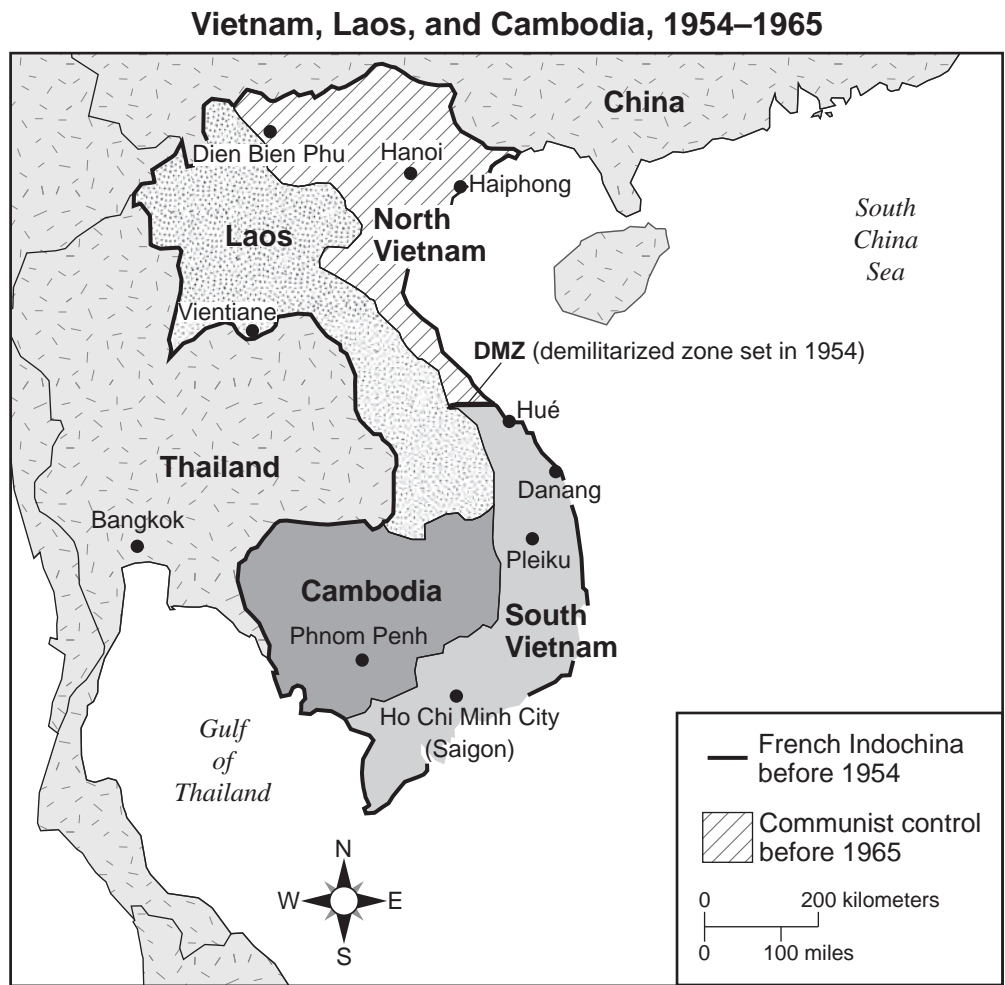 Vietnam, Laos, and Cambodia, 1954–1965
China
Dien Bien Phu
Hanoi
Haiphong
North
Vietnam
South
China
Sea
Laos
Vientiane
DMZ (demilitarized zone set in 1954)
Hué
Thailand
Danang
Bangkok
Pleiku
Cambodia
South
Vietnam
Phnom Penh
Ho Chi Minh City
(Saigon)
Gulf
of
Thailand
French Indochina
before 1954
Communist control
before 1965
0 200 kilometers
0 100 miles
N
W E
S